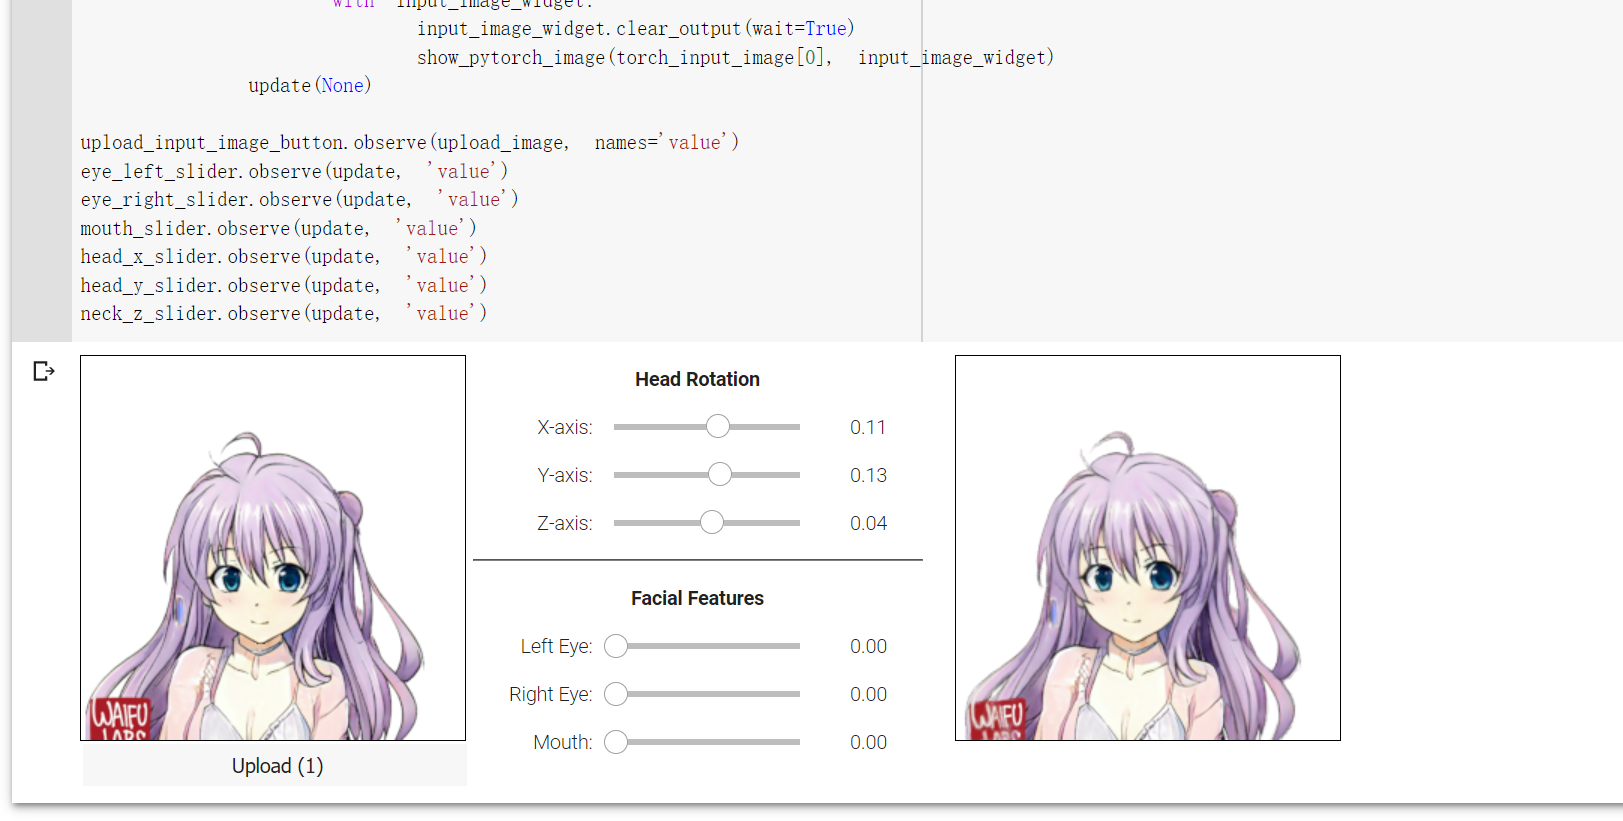 with input_image_widget:
input_image_widget.clear_output(wait=True)
show_pytorch_image(torch_input_image[0], input_image_widget)
update(None)
upload_input_image_button.observe(upload_image, names='value')
eye_left_slider.observe(update, 'value')
eye_right_slider.observe(update, 'value')
mouth_slider.observe(update, 'value')
head_x_slider.observe(update, 'value')
head_y_slider.observe(update, 'value')
neck_z_slider.observe(update, 'value')
Head Rotation
X-axis: 0.11
Y-axis: 0.13
Z-axis: 0.04
Facial Features
Left Eye: 0.00
Right Eye: 0.00
Mouth: 0.00
WAIFU
LABS
Upload (1)
WAIFU
LABS